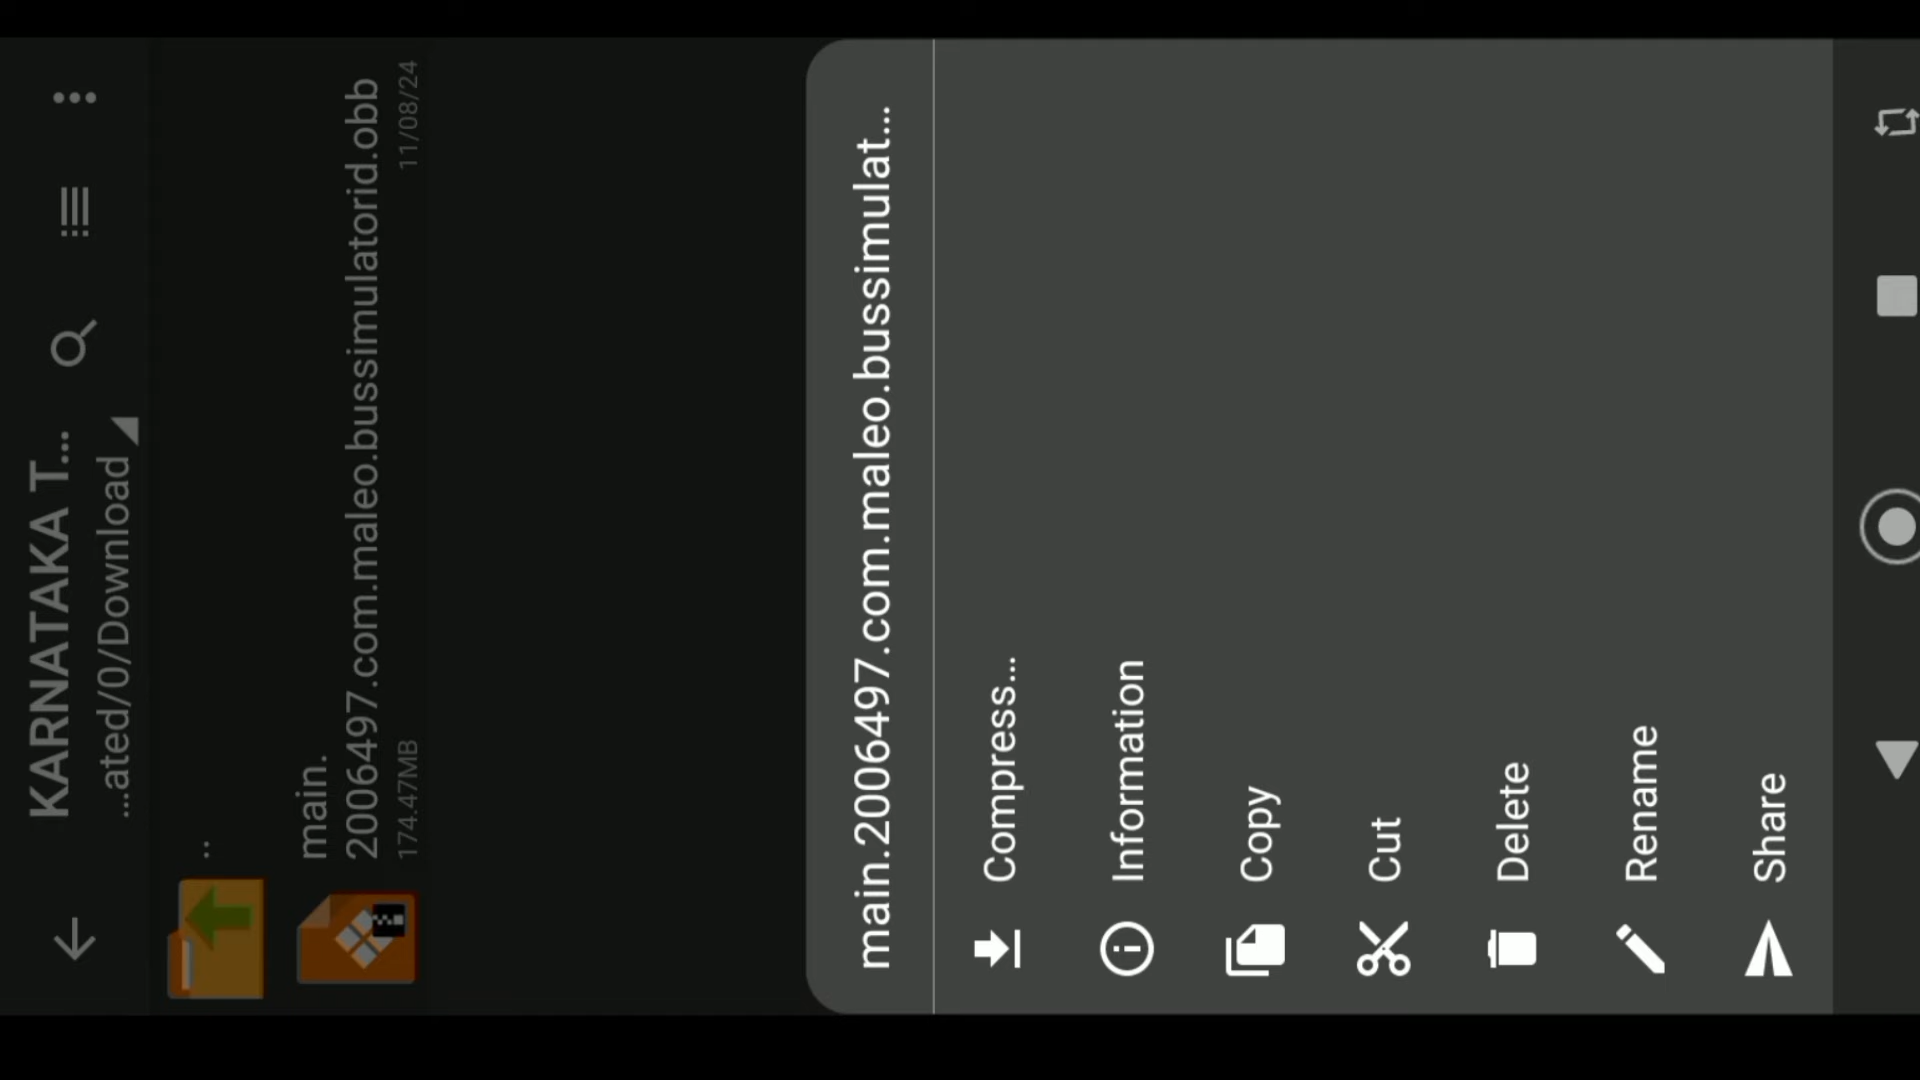 KARNATAKA T...
...ated/0/Download
..
main.
2006497.com.maleo.bussimulatorid.obb
174.47MB 11/08/24
main.2006497.com.maleo.bussimulat...
Compress...
Information
Copy
Cut
Delete
Rename
Share